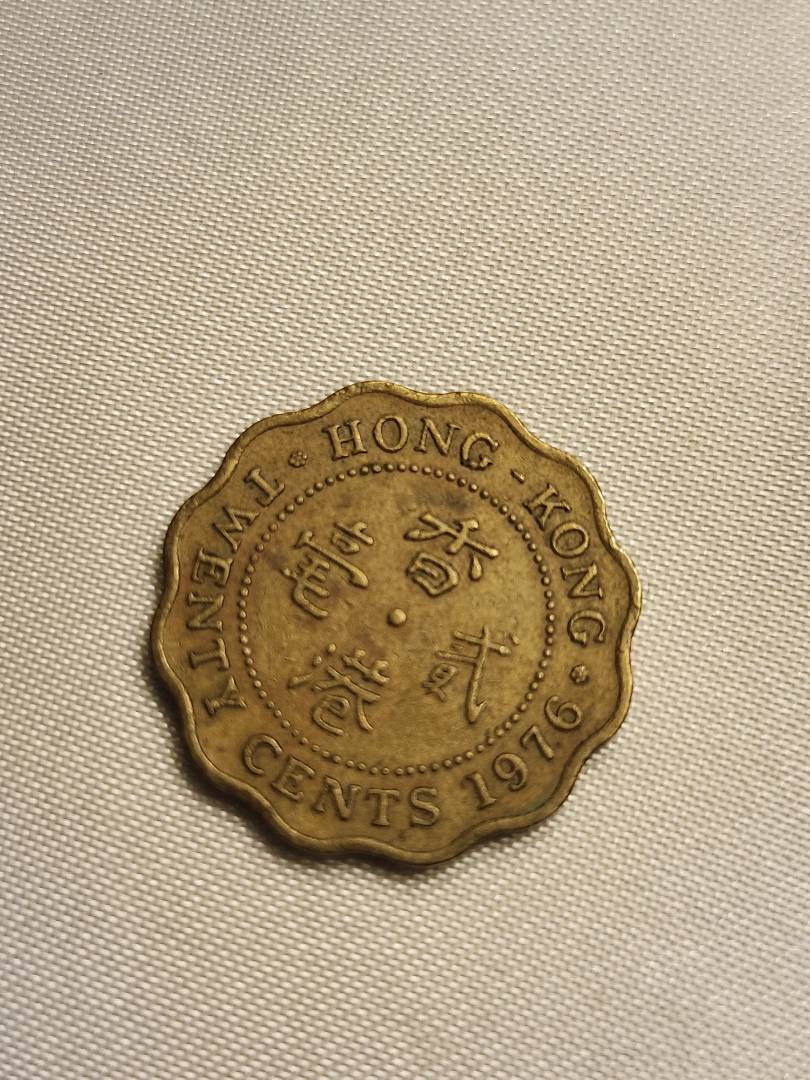 HONG-KONG
TWENTY CENTS 1976
香港
貳毫